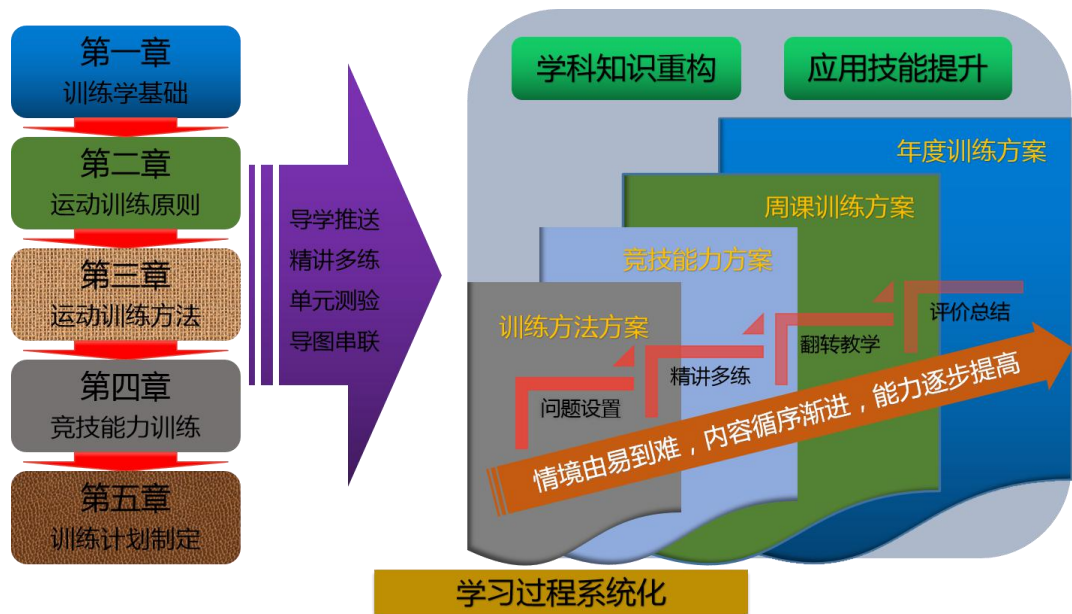 第一章
训练学基础
第二章
运动训练原则
第三章
运动训练方法
第四章
竞技能力训练
第五章
训练计划制定
导学推送
精讲多练
单元测验
导图串联
学科知识重构
应用技能提升
年度训练方案
周课训练方案
竞技能力方案
训练方法方案
问题设置
精讲多练
翻转教学
评价总结
情境由易到难，内容循序渐进，能力逐步提高
学习过程系统化